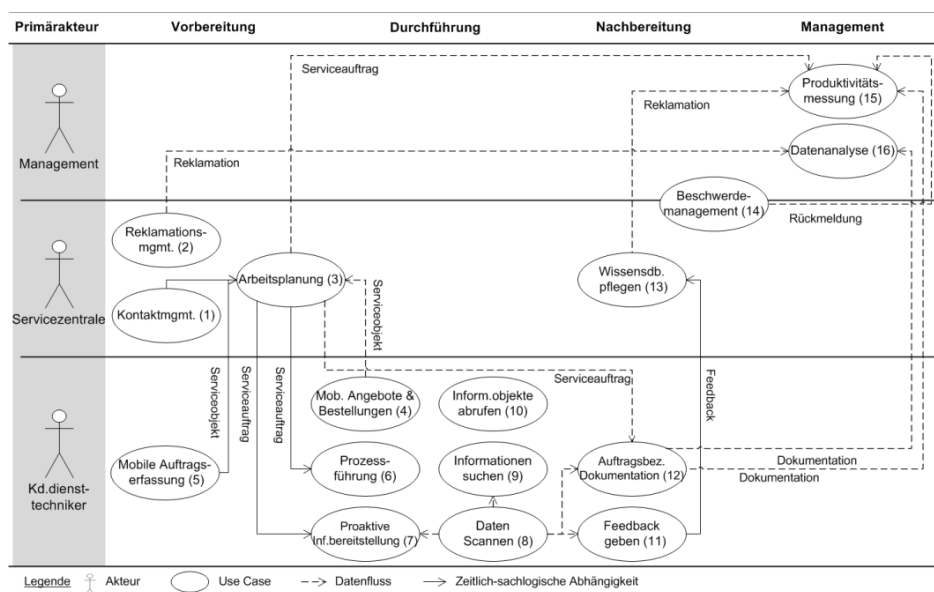 Primärakteur
Vorbereitung
Durchführung
Nachbereitung
Management
Serviceauftrag
Produktivitäts-
messung (15)
Reklamation
Management
Reklamation
Datenanalyse (16)
Beschwerde-
management (14)
Rückmeldung
Reklamations-
mgmt. (2)
Arbeitsplanung (3)
Wissensdb.
pflegen (13)
Kontaktmgmt. (1)
Servicezentrale
Serviceobjekt
Serviceobjekt
Serviceauftrag
Serviceauftrag
Serviceauftrag
Feedback
Mob. Angebote &
Bestellungen (4)
Inform.objekte
abrufen (10)
Mobile Auftrags-
erfassung (5)
Prozess-
führung (6)
Informationen
suchen (9)
Auftragsbez.
Dokumentation (12)
Dokumentation
Dokumentation
Kd.dienst-
techniker
Proaktive
Inf.bereitstellung (7)
Daten
Scannen (8)
Feedback
geben (11)
Legende
Akteur
Use Case
Datenfluss
Zeitlich-sachlogische Abhängigkeit